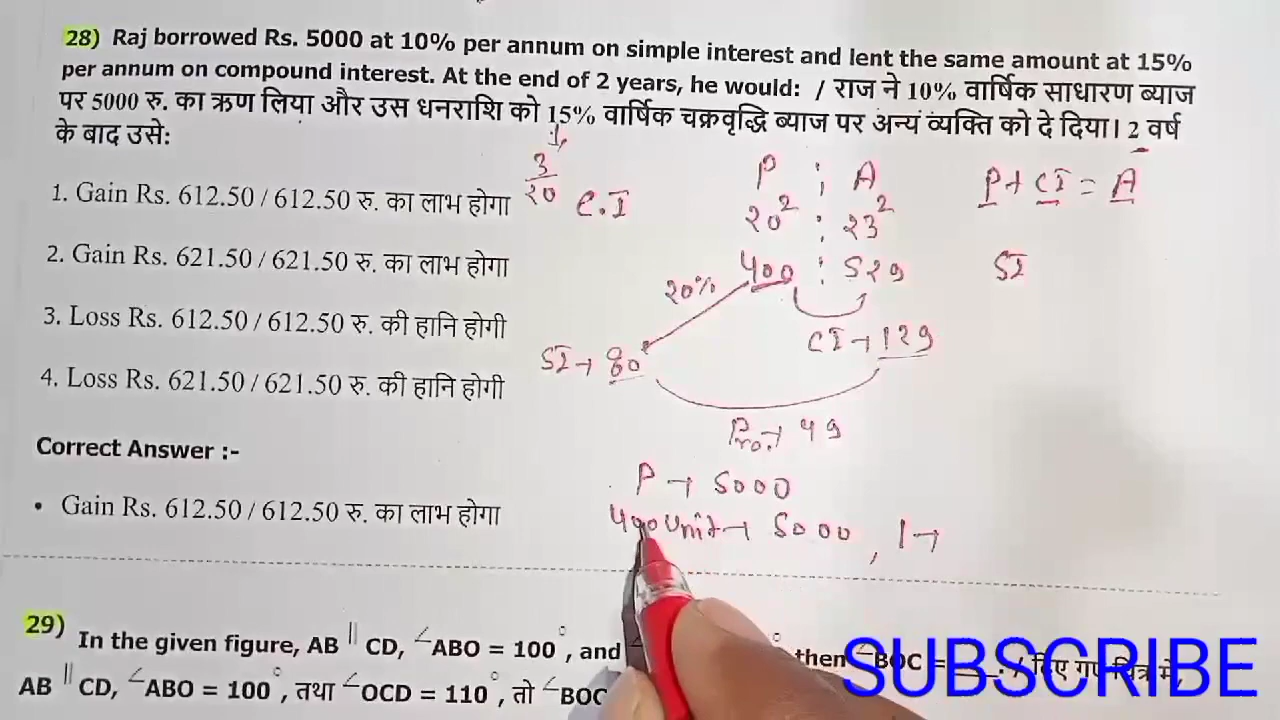 28) Raj borrowed Rs. 5000 at 10% per annum on simple interest and lent the same amount at 15%
per annum on compound interest. At the end of 2 years, he would: / राज ने 10% वार्षिक साधारण ब्याज
पर 5000 रु. का ऋण लिया और उस धनराशि को 15% वार्षिक चक्रवृद्धि ब्याज पर अन्य व्यक्ति को दे दिया। 2 वर्ष
के बाद उसे:
1. Gain Rs. 612.50 / 612.50 रु. का लाभ होगा
2. Gain Rs. 621.50 / 621.50 रु. का लाभ होगा
3. Loss Rs. 612.50 / 612.50 रु. की हानि होगी
4. Loss Rs. 621.50 / 621.50 रु. की हानि होगी
Correct Answer :-
• Gain Rs. 612.50 / 612.50 रु. का लाभ होगा
3
20 C.I
P : A
20² : 23²
400 : 529
P + CI = A
SI
20%
CI → 129
SI → 80
Pro. → 49
P → 5000
400 Unit → 5000 , 1 →
29) In the given figure, AB || CD, ∠ABO = 100°, and
then ∠BOC =
AB || CD, ∠ABO = 100°, तथा ∠OCD = 110°, तो ∠BOC
SUBSCRIBE